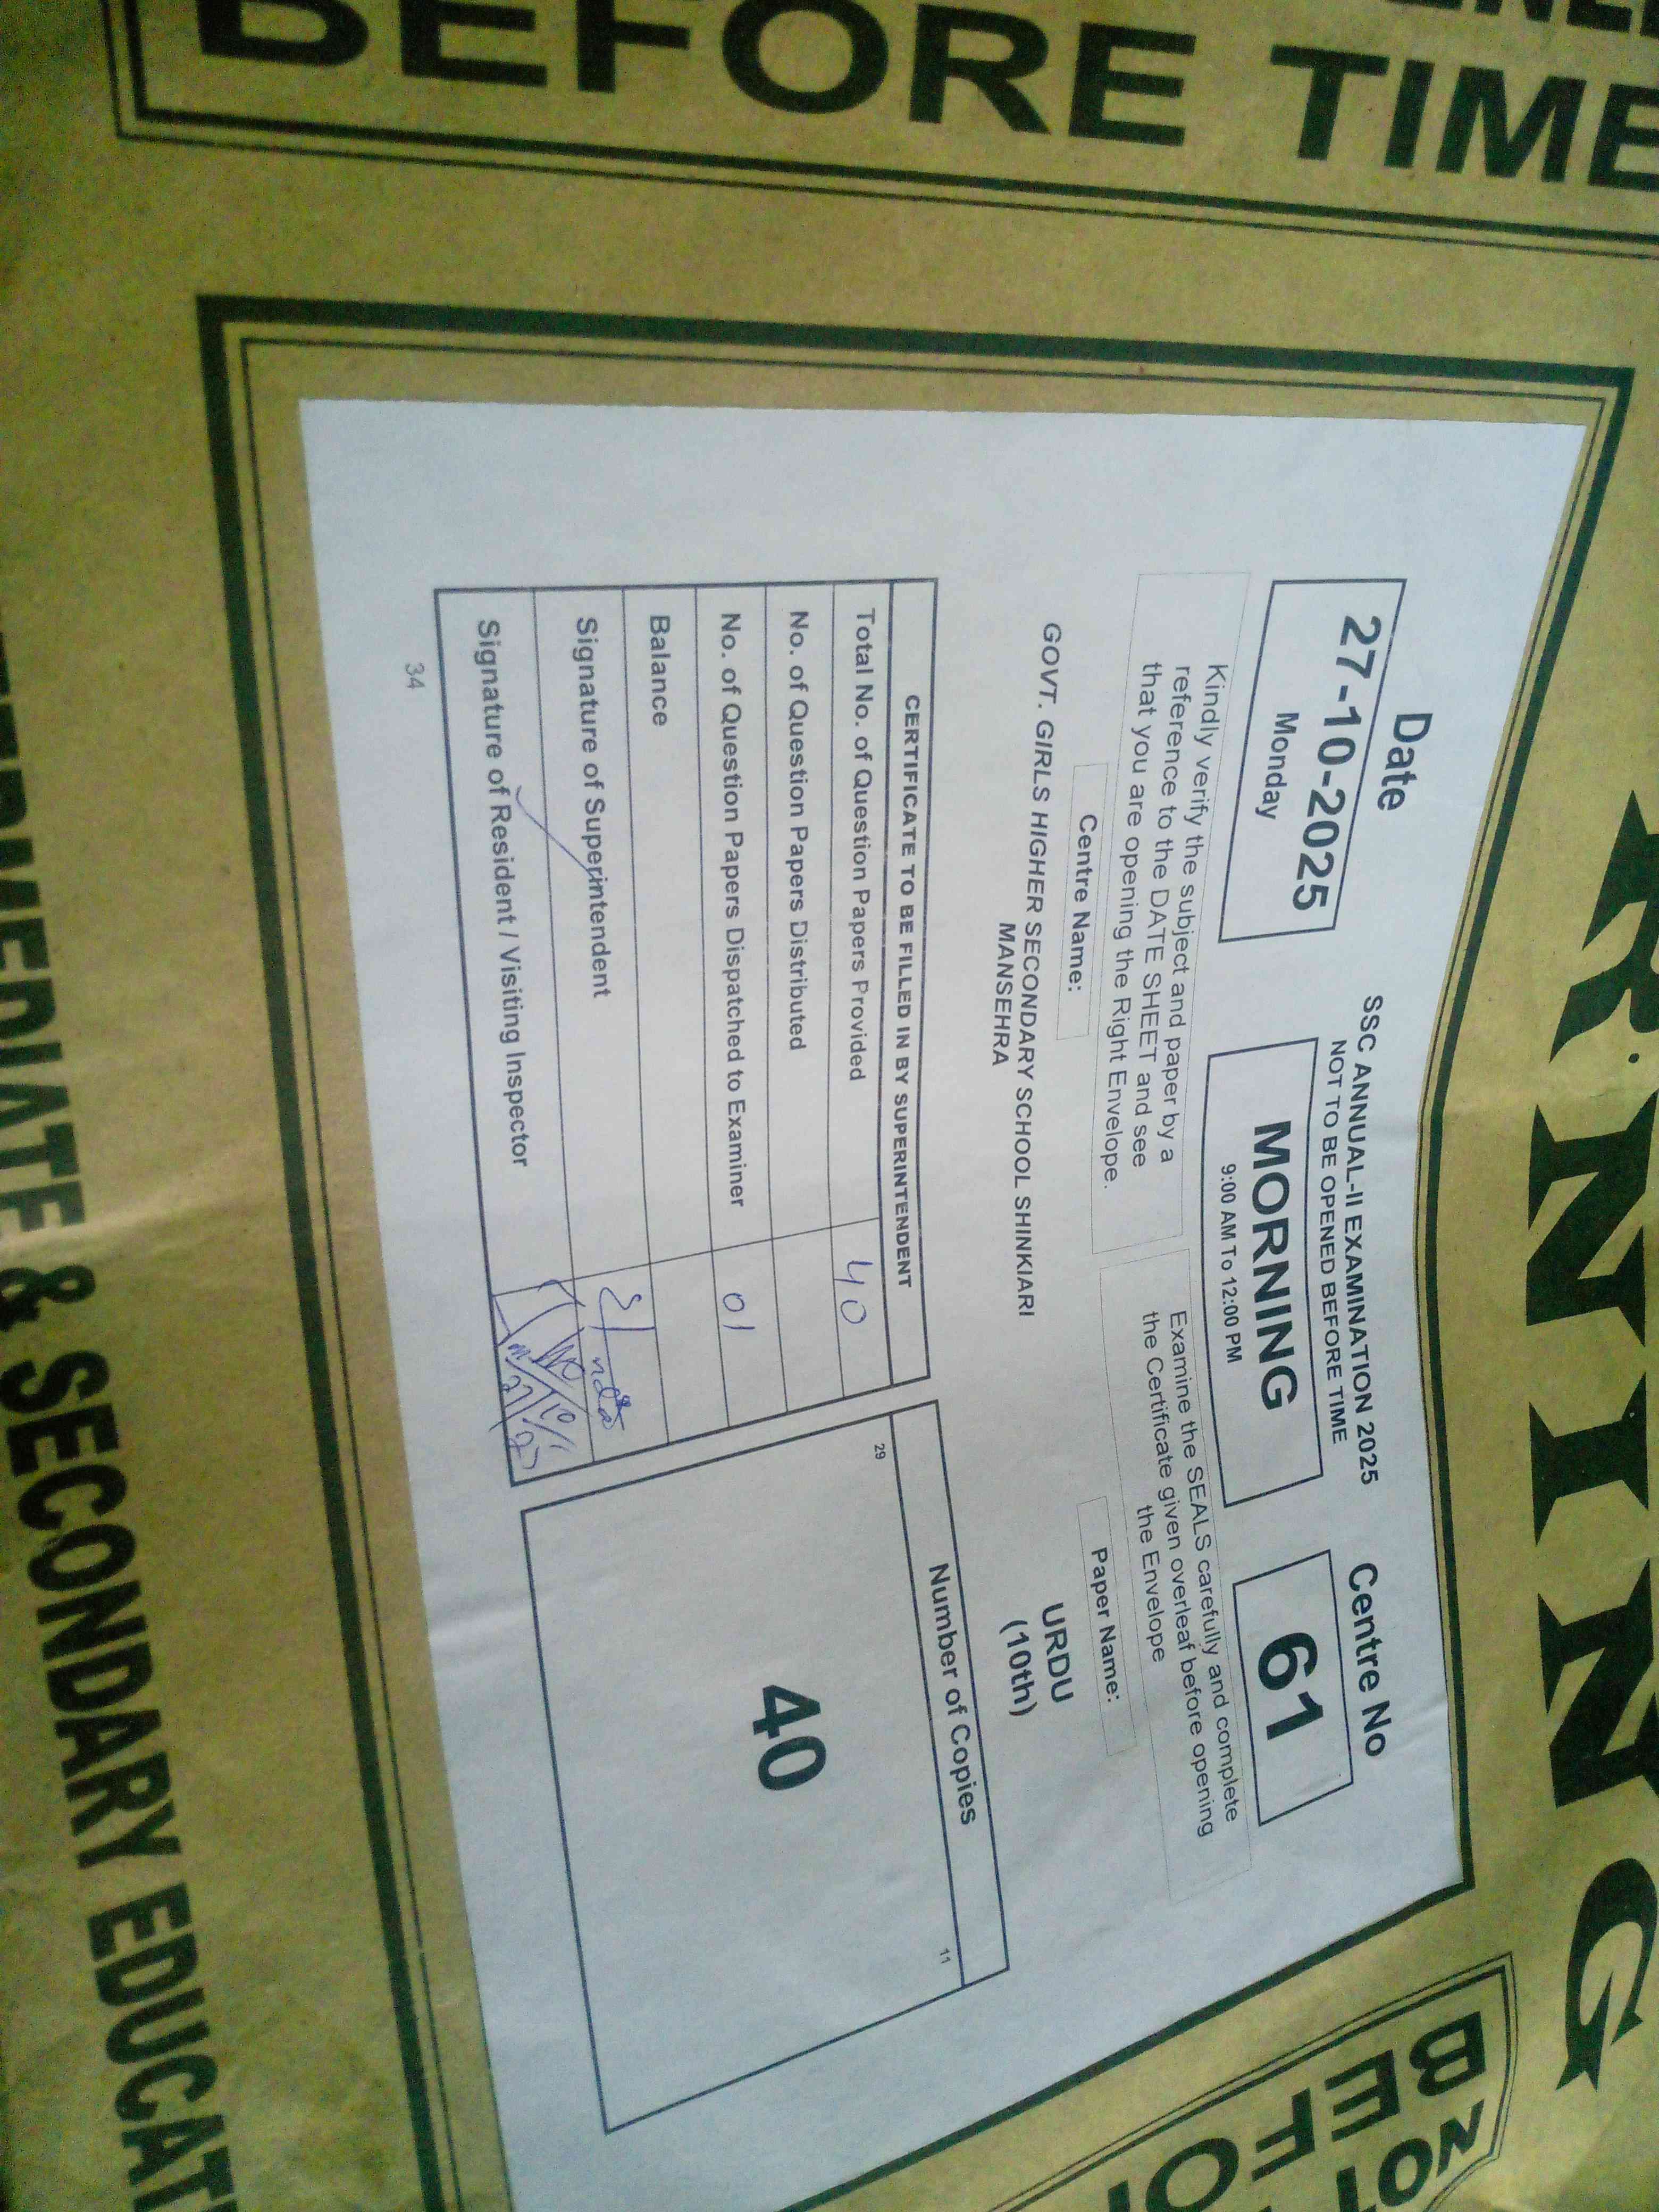 BEFORE TIME
RNING
Date
27-10-2025
Monday
SSC ANNUAL-II EXAMINATION 2025
NOT TO BE OPENED BEFORE TIME
MORNING
9:00 AM To 12:00 PM
Centre No
61
Kindly verify the subject and paper by a
reference to the DATE SHEET and see
that you are opening the Right Envelope.
Examine the SEALS carefully and complete
the Certificate given overleaf before opening
the Envelope
Centre Name:
GOVT. GIRLS HIGHER SECONDARY SCHOOL SHINKIARI
MANSEHRA
Paper Name:
URDU
(10th)
CERTIFICATE TO BE FILLED IN BY SUPERINTENDENT
Total No. of Question Papers Provided 40
No. of Question Papers Distributed
No. of Question Papers Dispatched to Examiner 01
Balance
Signature of Superintendent
Signature of Resident / Visiting Inspector
34
Number of Copies
29 11
40
NOT
BEF
TERMEDIATE & SECONDARY EDUCAT